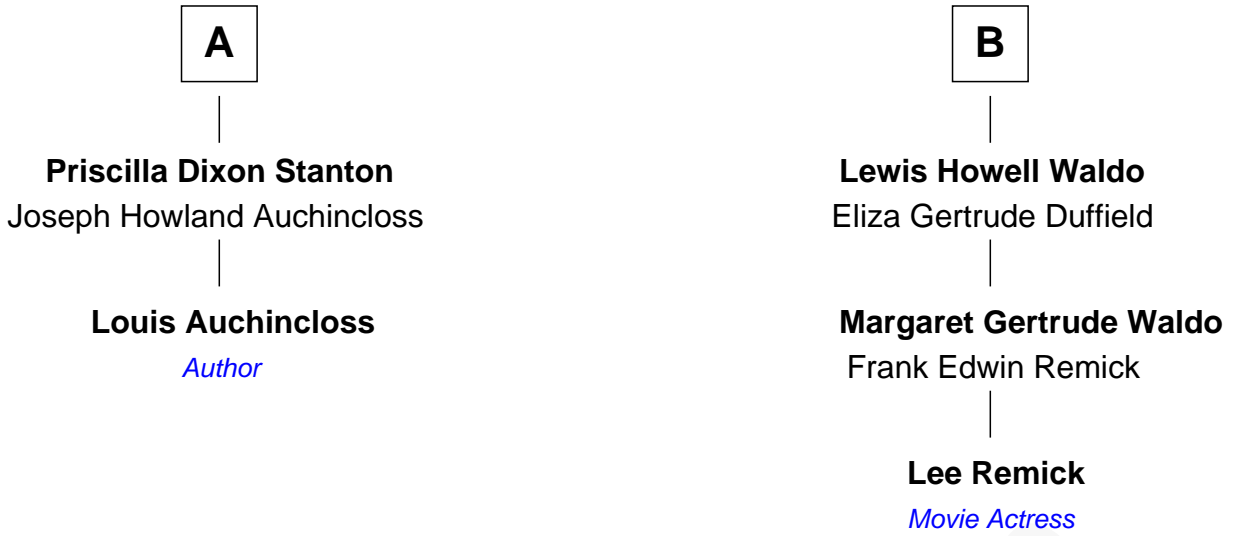 A
Priscilla Dixon Stanton
Joseph Howland Auchincloss
Louis Auchincloss
Author
B
Lewis Howell Waldo
Eliza Gertrude Duffield
Margaret Gertrude Waldo
Frank Edwin Remick
Lee Remick
Movie Actress